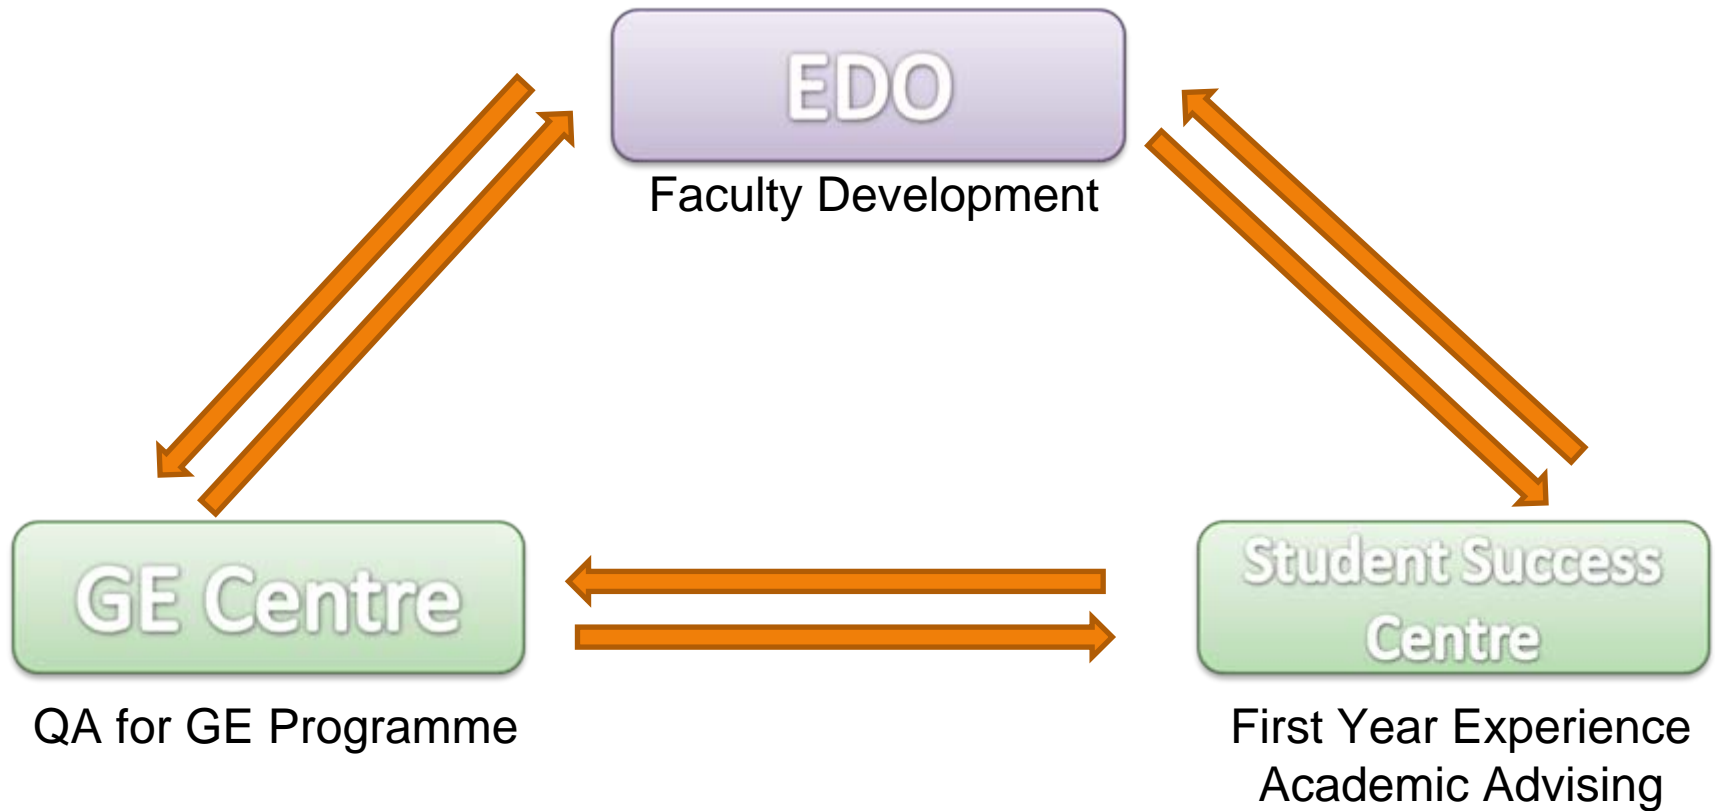 EDO
Faculty Development
GE Centre
QA for GE Programme
Student Success
Centre
First Year Experience
Academic Advising